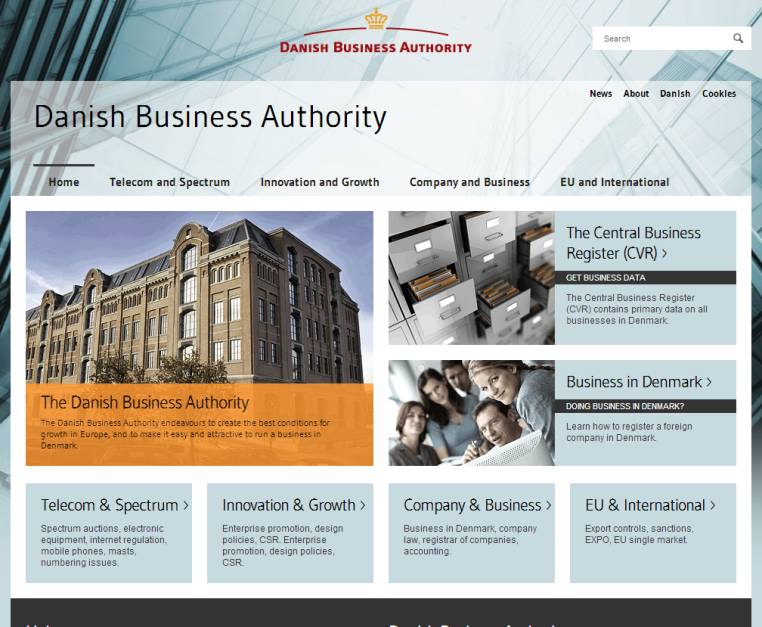 DANISH BUSINESS AUTHORITY
Search
News About Danish Cookies
Danish Business Authority
Home Telecom and Spectrum Innovation and Growth Company and Business EU and International
The Danish Business Authority
The Danish Business Authority endeavours to create the best conditions for
growth in Europe, and to make it easy and attractive to run a business in
Denmark.
The Central Business
Register (CVR) >
GET BUSINESS DATA
The Central Business Register
(CVR) contains primary data on all
businesses in Denmark.
Business in Denmark >
DOING BUSINESS IN DENMARK?
Learn how to register a foreign
company in Denmark.
Telecom & Spectrum >
Spectrum auctions, electronic
equipment, internet regulation,
mobile phones, masts,
numbering issues.
Innovation & Growth >
Enterprise promotion, design
policies, CSR. Enterprise
promotion, design policies,
CSR.
Company & Business >
Business in Denmark, company
law, registrar of companies,
accounting.
EU & International >
Export controls, sanctions,
EXPO, EU single market.